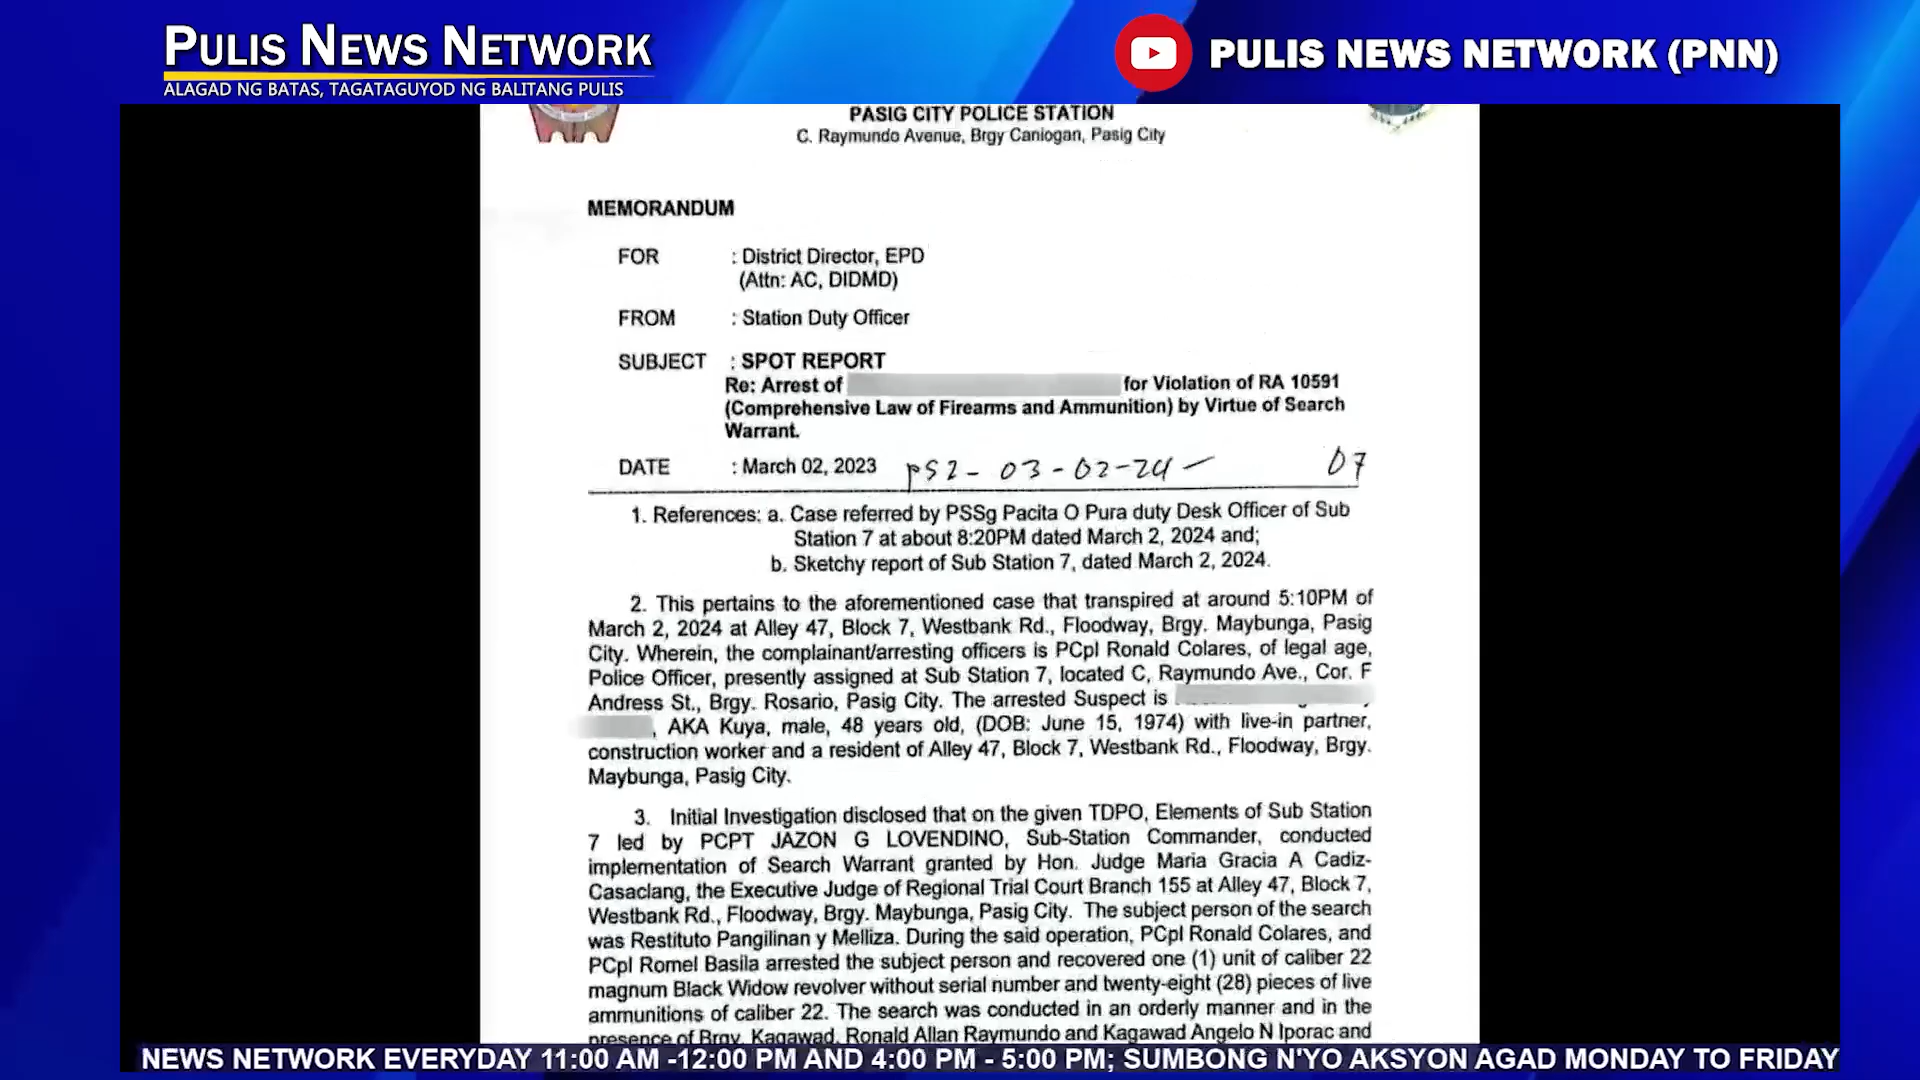 PULIS NEWS NETWORK
ALAGAD NG BATAS, TAGATAGUYOD NG BALITANG PULIS
PULIS NEWS NETWORK (PNN)
PASIG CITY POLICE STATION
C. Raymundo Avenue, Brgy Caniogan, Pasig City
MEMORANDUM
FOR : District Director, EPD
(Attn: AC, DIDMD)
FROM : Station Duty Officer
SUBJECT : SPOT REPORT
Re: Arrest of for Violation of RA 10591
(Comprehensive Law of Firearms and Ammunition) by Virtue of Search
Warrant.
DATE : March 02, 2023 PS2- 03-02-24- 07
1. References: a. Case referred by PSSg Pacita O Pura duty Desk Officer of Sub
Station 7 at about 8:20PM dated March 2, 2024 and;
b. Sketchy report of Sub Station 7, dated March 2, 2024.
2. This pertains to the aforementioned case that transpired at around 5:10PM of
March 2, 2024 at Alley 47, Block 7, Westbank Rd., Floodway, Brgy. Maybunga, Pasig
City. Wherein, the complainant/arresting officers is PCpl Ronald Colares, of legal age,
Police Officer, presently assigned at Sub Station 7, located C, Raymundo Ave., Cor. F
Andress St., Brgy. Rosario, Pasig City. The arrested Suspect is
, AKA Kuya, male, 48 years old, (DOB: June 15, 1974) with live-in partner,
construction worker and a resident of Alley 47, Block 7, Westbank Rd., Floodway, Brgy.
Maybunga, Pasig City.
3. Initial Investigation disclosed that on the given TDPO, Elements of Sub Station
7 led by PCPT JAZON G LOVENDINO, Sub-Station Commander, conducted
implementation of Search Warrant granted by Hon. Judge Maria Gracia A Cadiz-
Casaclang, the Executive Judge of Regional Trial Court Branch 155 at Alley 47, Block 7,
Westbank Rd., Floodway, Brgy. Maybunga, Pasig City. The subject person of the search
was Restituto Pangilinan y Melliza. During the said operation, PCpl Ronald Colares, and
PCpl Romel Basila arrested the subject person and recovered one (1) unit of caliber 22
magnum Black Widow revolver without serial number and twenty-eight (28) pieces of live
ammunitions of caliber 22. The search was conducted in an orderly manner and in the
presence of Brgy. Kagawad, Ronald Allan Raymundo and Kagawad Angelo N Iporac and
NEWS NETWORK EVERYDAY 11:00 AM -12:00 PM AND 4:00 PM - 5:00 PM; SUMBONG N'YO AKSYON AGAD MONDAY TO FRIDAY